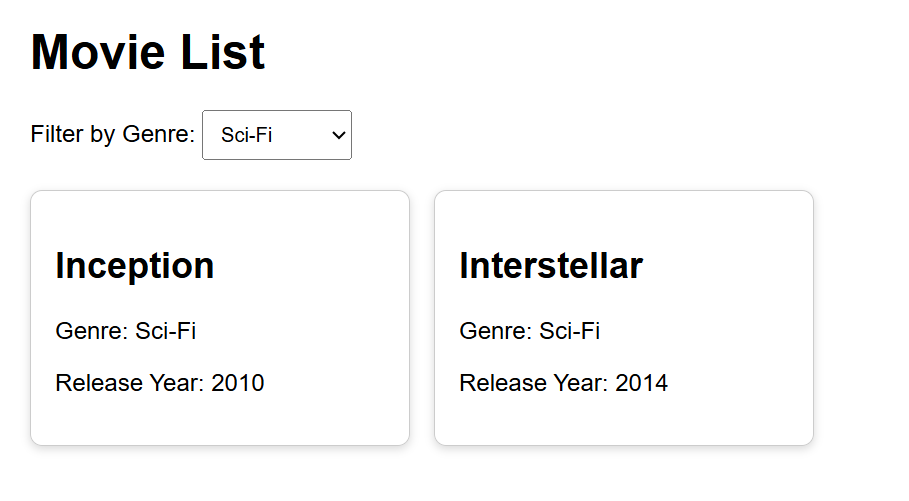 Movie List
Filter by Genre: Sci-Fi
Inception
Genre: Sci-Fi
Release Year: 2010
Interstellar
Genre: Sci-Fi
Release Year: 2014